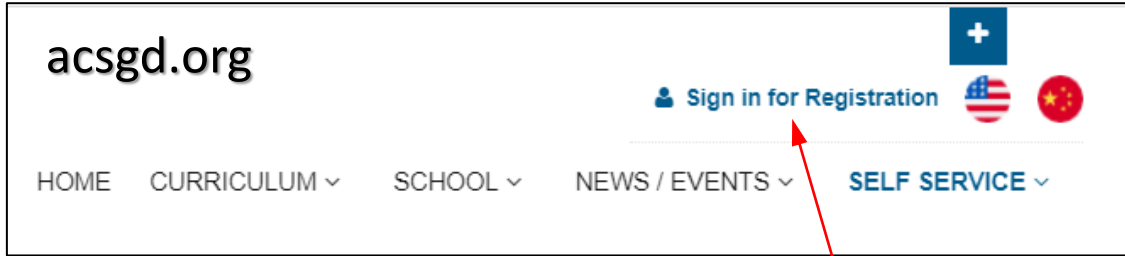 acsgd.org
Sign in for Registration
HOME CURRICULUM SCHOOL NEWS / EVENTS SELF SERVICE